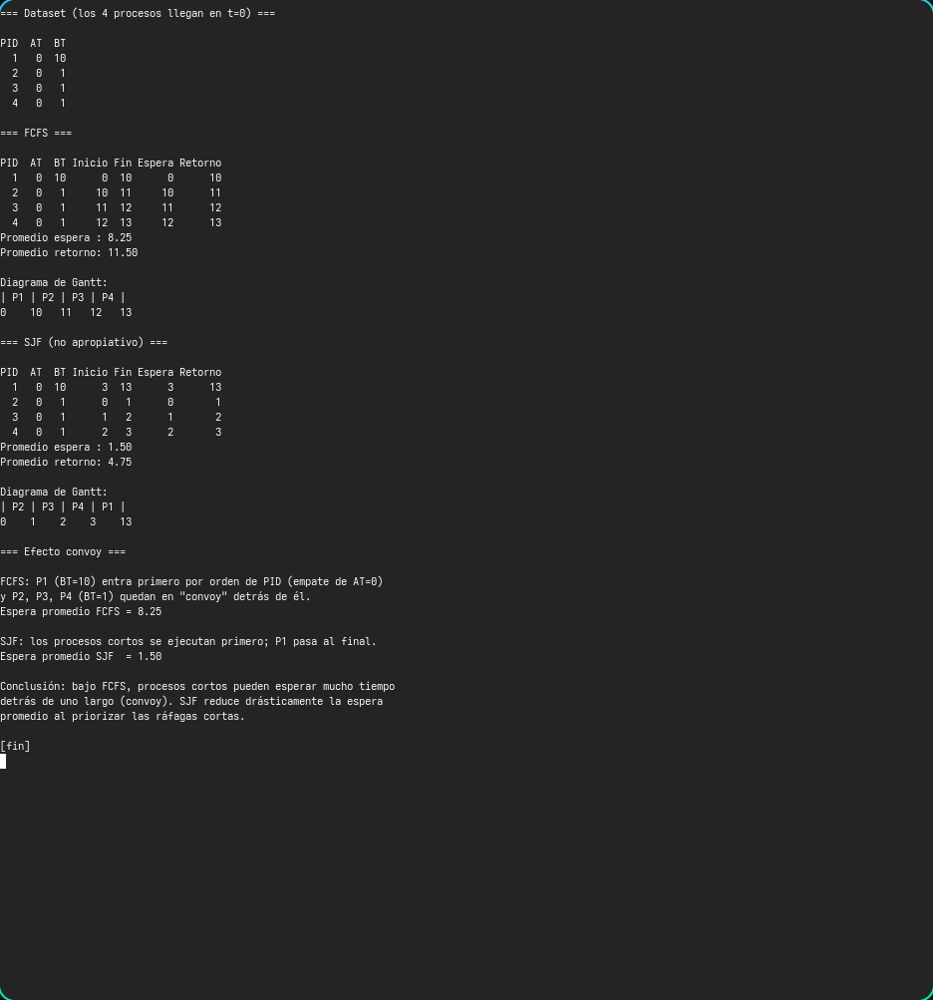 === Dataset (los 4 procesos llegan en t=0) ===
PID  AT  BT
  1   0  10
  2   0   1
  3   0   1
  4   0   1
=== FCFS ===
PID  AT  BT Inicio Fin Espera Retorno
  1   0  10      0  10      0      10
  2   0   1     10  11     10      11
  3   0   1     11  12     11      12
  4   0   1     12  13     12      13
Promedio espera : 8.25
Promedio retorno: 11.50
Diagrama de Gantt:
| P1 | P2 | P3 | P4 |
0    10   11   12   13
=== SJF (no apropiativo) ===
PID  AT  BT Inicio Fin Espera Retorno
  1   0  10      3  13      3      13
  2   0   1      0   1      0       1
  3   0   1      1   2      1       2
  4   0   1      2   3      2       3
Promedio espera : 1.50
Promedio retorno: 4.75
Diagrama de Gantt:
| P2 | P3 | P4 | P1 |
0    1    2    3    13
=== Efecto convoy ===
FCFS: P1 (BT=10) entra primero por orden de PID (empate de AT=0)
y P2, P3, P4 (BT=1) quedan en "convoy" detrás de él.
Espera promedio FCFS = 8.25
SJF: los procesos cortos se ejecutan primero; P1 pasa al final.
Espera promedio SJF  = 1.50
Conclusión: bajo FCFS, procesos cortos pueden esperar mucho tiempo
detrás de uno largo (convoy). SJF reduce drásticamente la espera
promedio al priorizar las ráfagas cortas.
[fin]